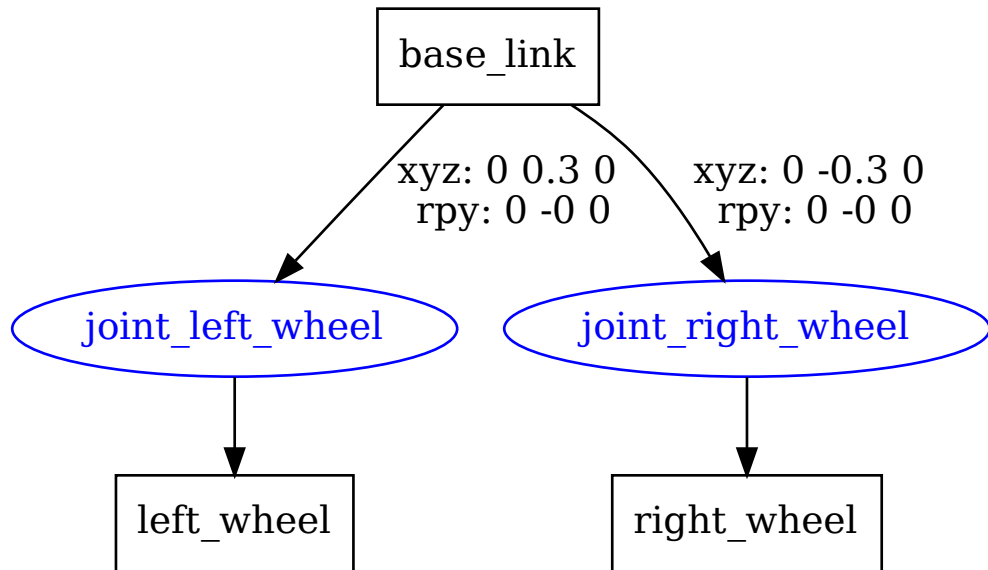 base_link
xyz: 0 0.3 0
rpy: 0 -0 0
xyz: 0 -0.3 0
rpy: 0 -0 0
joint_left_wheel
joint_right_wheel
left_wheel
right_wheel